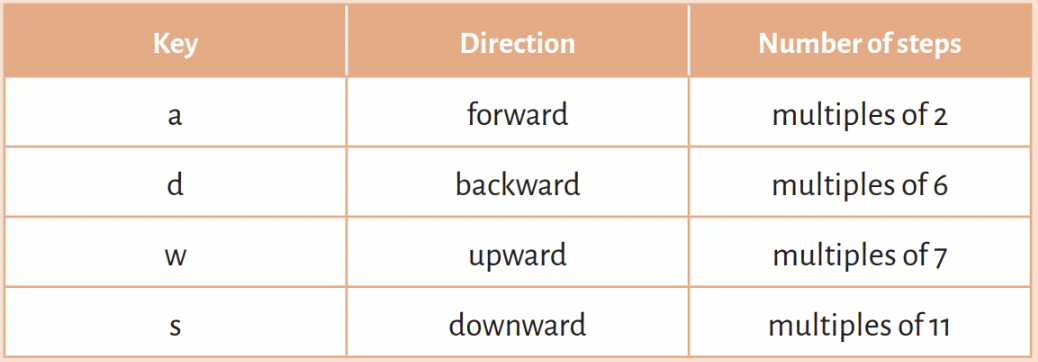 Key Direction Number of steps
a forward multiples of 2
d backward multiples of 6
w upward multiples of 7
s downward multiples of 11